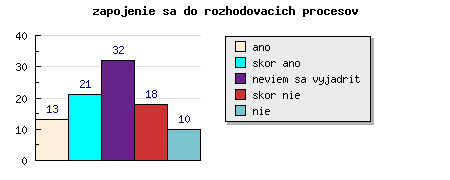 zapojenie sa do rozhodovacich procesov
40
30
20
10
0
13
21
32
18
10
ano
skor ano
neviem sa vyjadrit
skor nie
nie